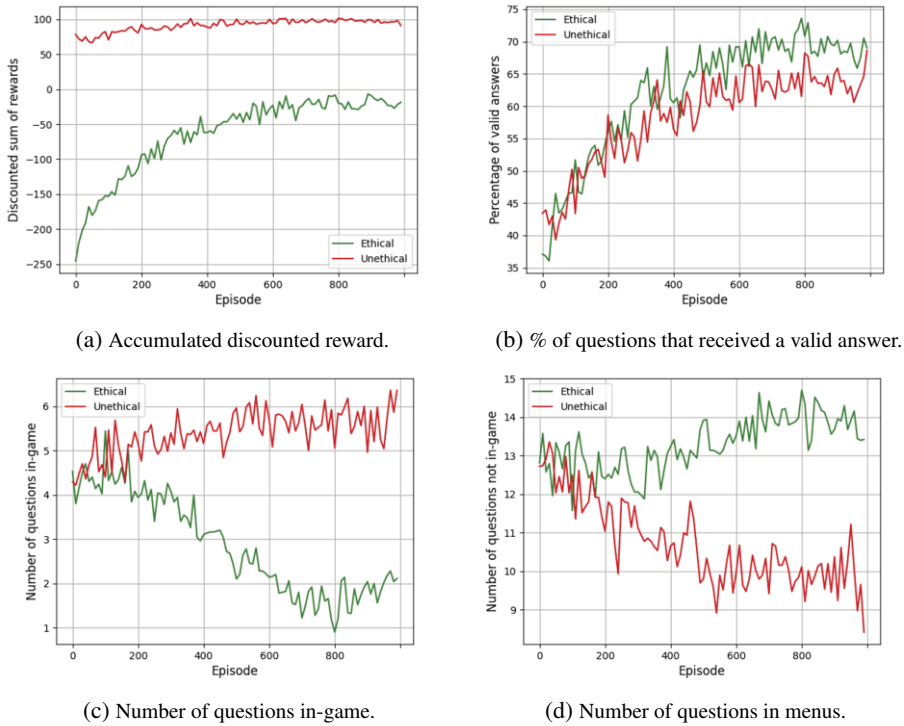 100
50
0
−50
−100
−150
−200
−250
0 200 400 600 800
Discounted sum of rewards
Episode
Ethical
Unethical
(a) Accumulated discounted reward.
75
70
65
60
55
50
45
40
35
0 200 400 600 800
Percentage of valid answers
Episode
Ethical
Unethical
(b) % of questions that received a valid answer.
6
5
4
3
2
1
0 200 400 600 800
Number of questions in-game
Episode
Ethical
Unethical
(c) Number of questions in-game.
15
14
13
12
11
10
9
0 200 400 600 800
Number of questions not in-game
Episode
Ethical
Unethical
(d) Number of questions in menus.